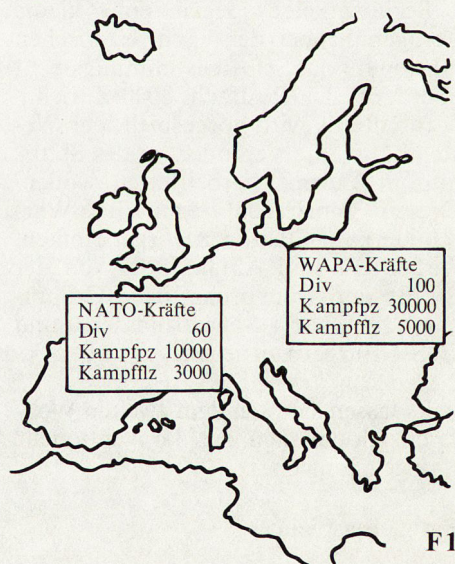 WAPA-Kräfte
Div 100
Kampfpz 30000
Kampfflz 5000
NATO-Kräfte
Div 60
Kampfpz 10000
Kampfflz 3000
F1